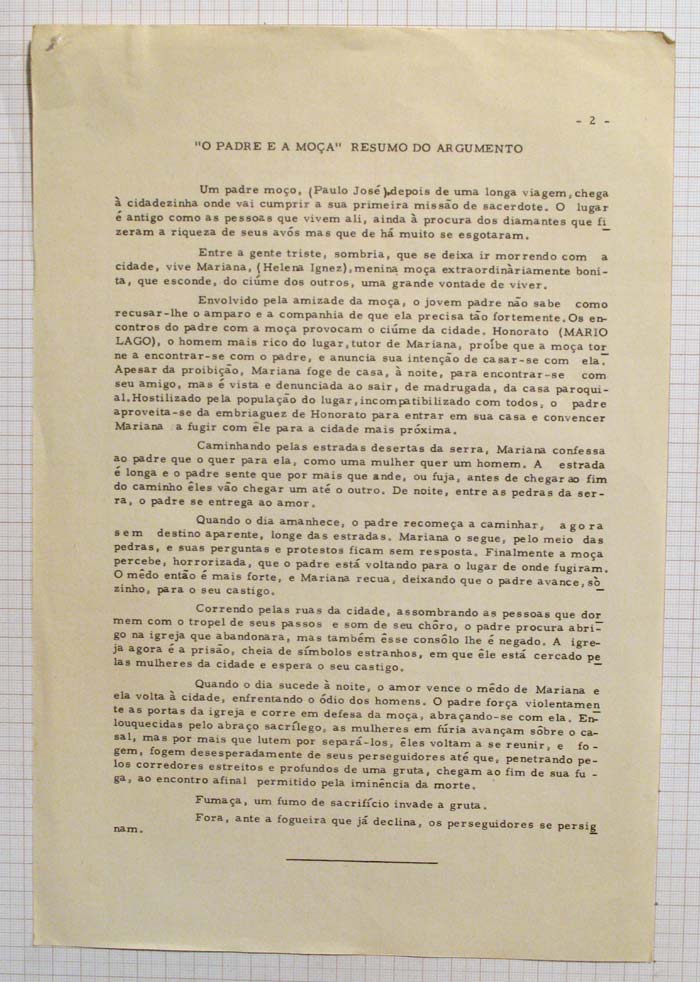 - 2 -
"O PADRE E A MOÇA" RESUMO DO ARGUMENTO
Um padre moço, (Paulo José),depois de uma longa viagem, chega
à cidadezinha onde vai cumprir a sua primeira missão de sacerdote. O lugar
é antigo como as pessoas que vivem ali, ainda à procura dos diamantes que fi
zeram a riqueza de seus avós mas que de há muito se esgotaram.
Entre a gente triste, sombria, que se deixa ir morrendo com a
cidade, vive Mariana, (Helena Ignez),menina moça extraordinàriamente boni-
ta, que esconde, do ciúme dos outros, uma grande vontade de viver.
Envolvido pela amizade da moça, o jovem padre não sabe como
recusar-lhe o amparo e a companhia de que ela precisa tão fortemente. Os en-
contros do padre com a moça provocam o ciúme da cidade. Honorato (MARIO
LAGO), o homem mais rico do lugar, tutor de Mariana, proíbe que a moça tor
ne a encontrar-se com o padre, e anuncia sua intenção de casar-se com ela.
Apesar da proibição, Mariana foge de casa, à noite, para encontrar-se com
seu amigo, mas é vista e denunciada ao sair, de madrugada, da casa paroqui-
al. Hostilizado pela população do lugar, incompatibilizado com todos, o padre
aproveita-se da embriaguez de Honorato para entrar em sua casa e convencer
Mariana a fugir com êle para a cidade mais próxima.
Caminhando pelas estradas desertas da serra, Mariana confessa
ao padre que o quer para ela, como uma mulher quer um homem. A estrada
é longa e o padre sente que por mais que ande, ou fuja, antes de chegar ao fim
do caminho êles vão chegar um até o outro. De noite, entre as pedras da ser-
ra, o padre se entrega ao amor.
Quando o dia amanhece, o padre recomeça a caminhar, agora
sem destino aparente, longe das estradas. Mariana o segue, pelo meio das
pedras, e suas perguntas e protestos ficam sem resposta. Finalmente a moça
percebe, horrorizada, que o padre está voltando para o lugar de onde fugiram.
O mêdo então é mais forte, e Mariana recua, deixando que o padre avance, sò
zinho, para o seu castigo.
Correndo pelas ruas da cidade, assombrando as pessoas que dor
mem com o tropel de seus passos e som de seu chôro, o padre procura abri-
go na igreja que abandonara, mas também êsse consôlo lhe é negado. A igre-
ja agora é a prisão, cheia de símbolos estranhos, em que êle está cercado pe
las mulheres da cidade e espera o seu castigo.
Quando o dia sucede à noite, o amor vence o mêdo de Mariana e
ela volta à cidade, enfrentando o ódio dos homens. O padre força violentamen
te as portas da igreja e corre em defesa da moça, abraçando-se com ela. En-
louquecidas pelo abraço sacrílego, as mulheres em fúria avançam sôbre o ca-
sal, mas por mais que lutem por separá-los, êles voltam a se reunir, e fo-
gem, fogem desesperadamente de seus perseguidores até que, penetrando pe-
los corredores estreitos e profundos de uma gruta, chegam ao fim de sua fu -
ga, ao encontro afinal permitido pela iminência da morte.
Fumaça, um fumo de sacrifício invade a gruta.
Fora, ante a fogueira que já declina, os perseguidores se persig
nam.